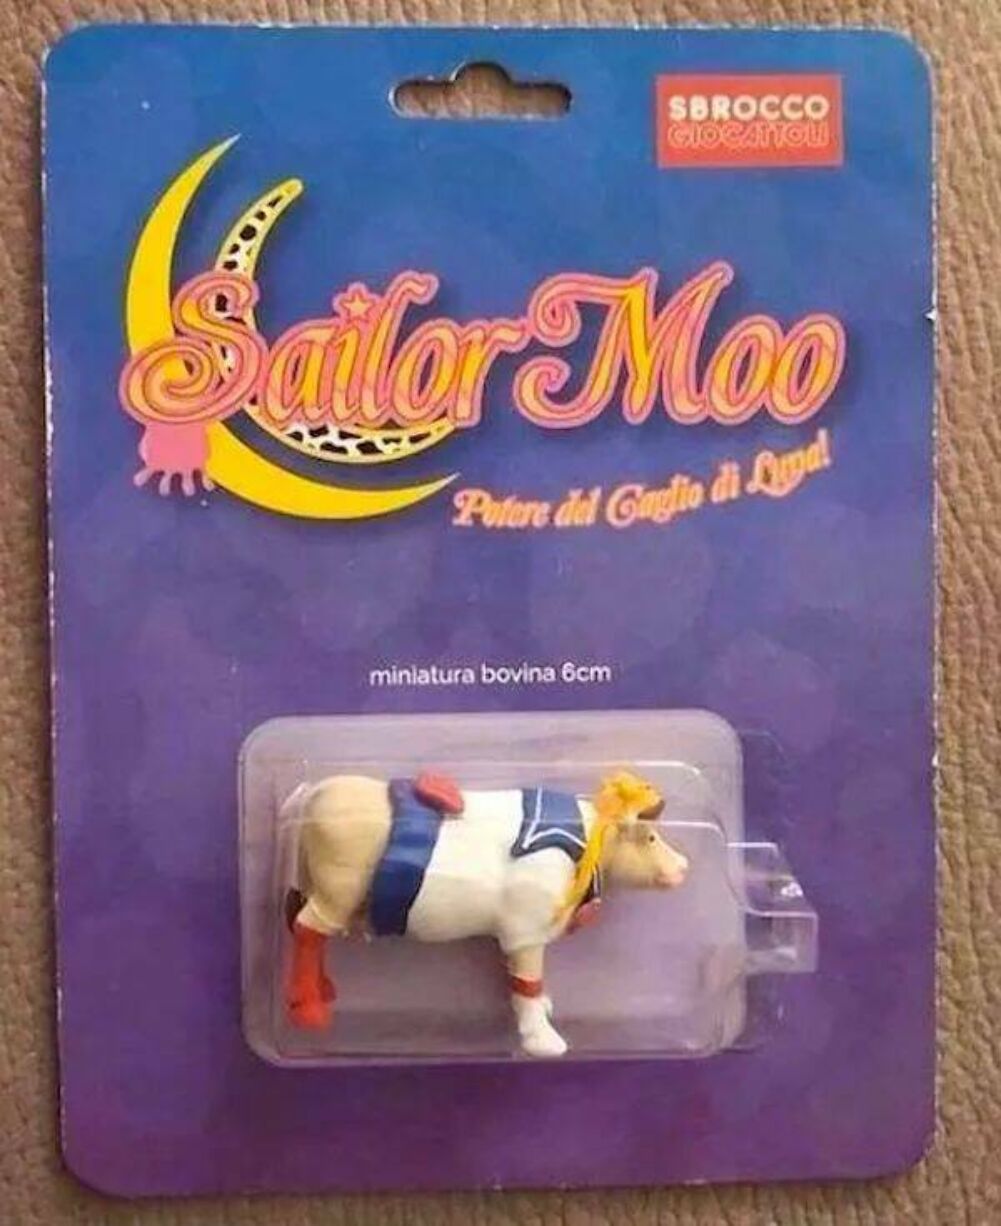 SBROCCO
GIOCATTOLI
Sailor Moo
Potere del Caglio di Luna!
miniatura bovina 6cm